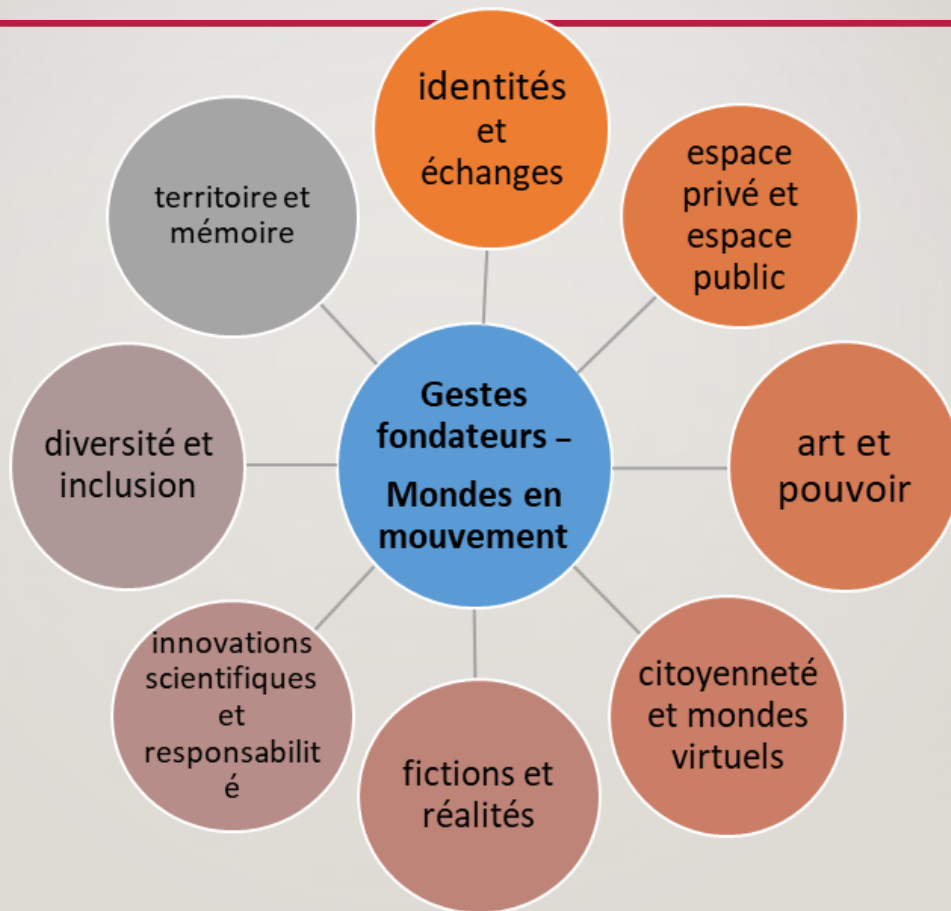 identités
et
échanges
espace
privé et
espace
public
art et
pouvoir
citoyenneté
et mondes
virtuels
fictions et
réalités
innovations
scientifiques
et
responsabilit
é
diversité et
inclusion
territoire et
mémoire
Gestes
fondateurs –
Mondes en
mouvement